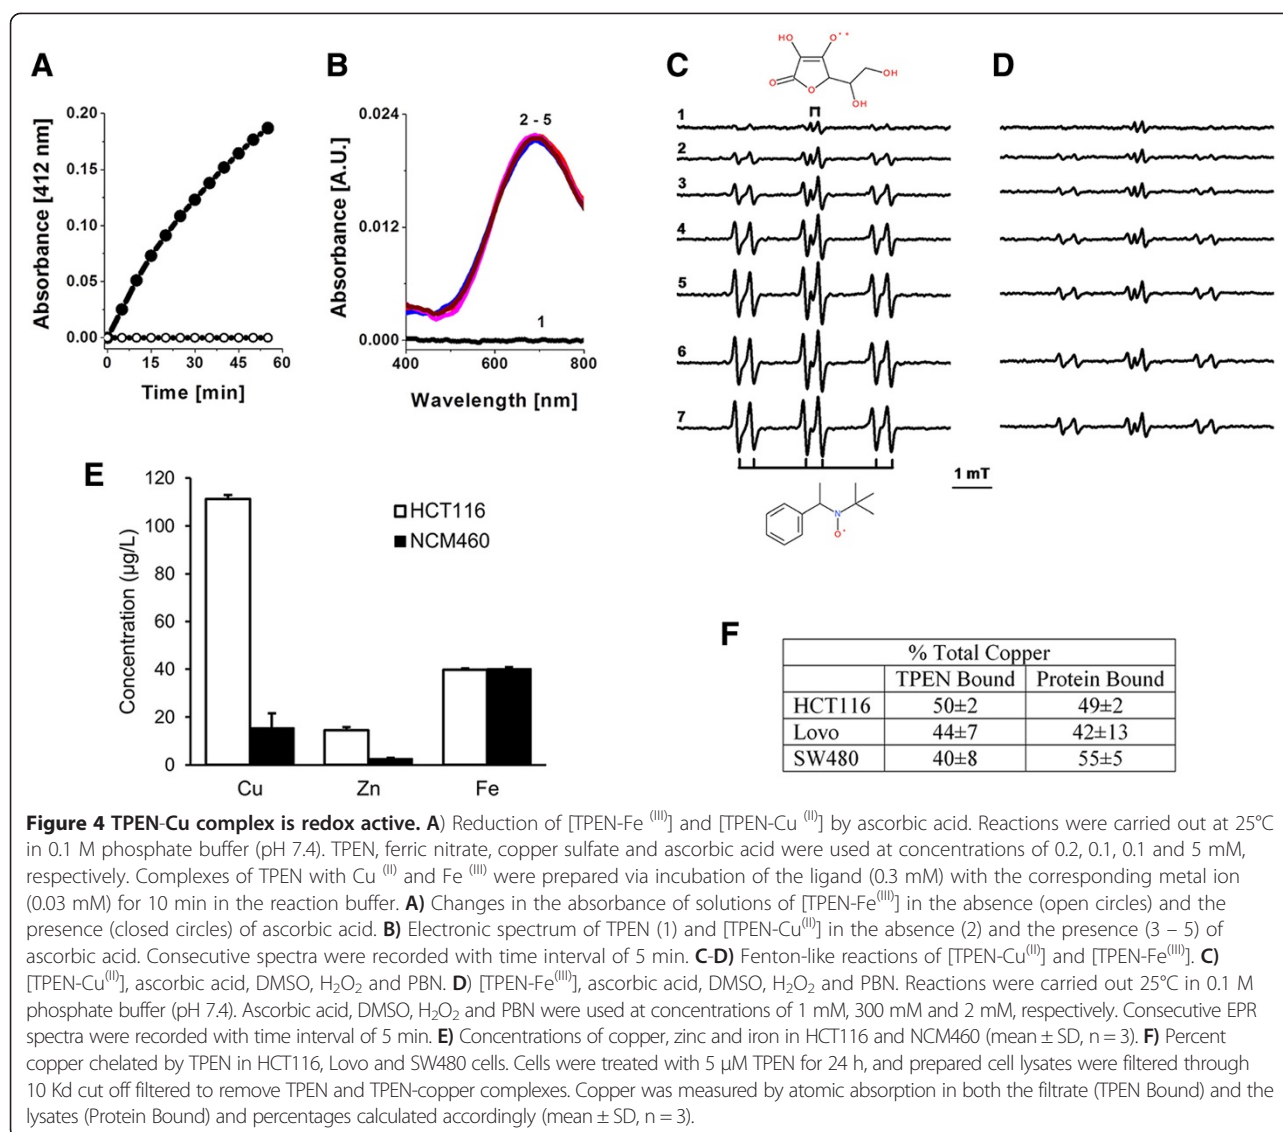 A
B
C
D
HO
O••
O
O
OH
OH
0.20
0.15
0.10
0.05
0.00
0
15
30
45
60
Absorbance [412 nm]
Time [min]
0.024
0.012
0.000
2 - 5
1
400
600
800
Absorbance [A.U.]
Wavelength [nm]
1
2
3
4
5
6
7
1 mT
N
O•
E
120
100
80
60
40
20
0
Concentration (µg/L)
HCT116
NCM460
Cu
Zn
Fe
F
% Total Copper
TPEN Bound Protein Bound
HCT116 50±2 49±2
Lovo 44±7 42±13
SW480 40±8 55±5
Figure 4 TPEN-Cu complex is redox active. A) Reduction of [TPEN-Fe (III)] and [TPEN-Cu (II)] by ascorbic acid. Reactions were carried out at 25°C
in 0.1 M phosphate buffer (pH 7.4). TPEN, ferric nitrate, copper sulfate and ascorbic acid were used at concentrations of 0.2, 0.1, 0.1 and 5 mM,
respectively. Complexes of TPEN with Cu (II) and Fe (III) were prepared via incubation of the ligand (0.3 mM) with the corresponding metal ion
(0.03 mM) for 10 min in the reaction buffer. A) Changes in the absorbance of solutions of [TPEN-Fe(III)] in the absence (open circles) and the
presence (closed circles) of ascorbic acid. B) Electronic spectrum of TPEN (1) and [TPEN-Cu(II)] in the absence (2) and the presence (3 – 5) of
ascorbic acid. Consecutive spectra were recorded with time interval of 5 min. C-D) Fenton-like reactions of [TPEN-Cu(II)] and [TPEN-Fe(III)]. C)
[TPEN-Cu(II)], ascorbic acid, DMSO, H2O2 and PBN. D) [TPEN-Fe(III)], ascorbic acid, DMSO, H2O2 and PBN. Reactions were carried out 25°C in 0.1 M
phosphate buffer (pH 7.4). Ascorbic acid, DMSO, H2O2 and PBN were used at concentrations of 1 mM, 300 mM and 2 mM, respectively. Consecutive EPR
spectra were recorded with time interval of 5 min. E) Concentrations of copper, zinc and iron in HCT116 and NCM460 (mean ± SD, n = 3). F) Percent
copper chelated by TPEN in HCT116, Lovo and SW480 cells. Cells were treated with 5 µM TPEN for 24 h, and prepared cell lysates were filtered through
10 Kd cut off filtered to remove TPEN and TPEN-copper complexes. Copper was measured by atomic absorption in both the filtrate (TPEN Bound) and the
lysates (Protein Bound) and percentages calculated accordingly (mean ± SD, n = 3).